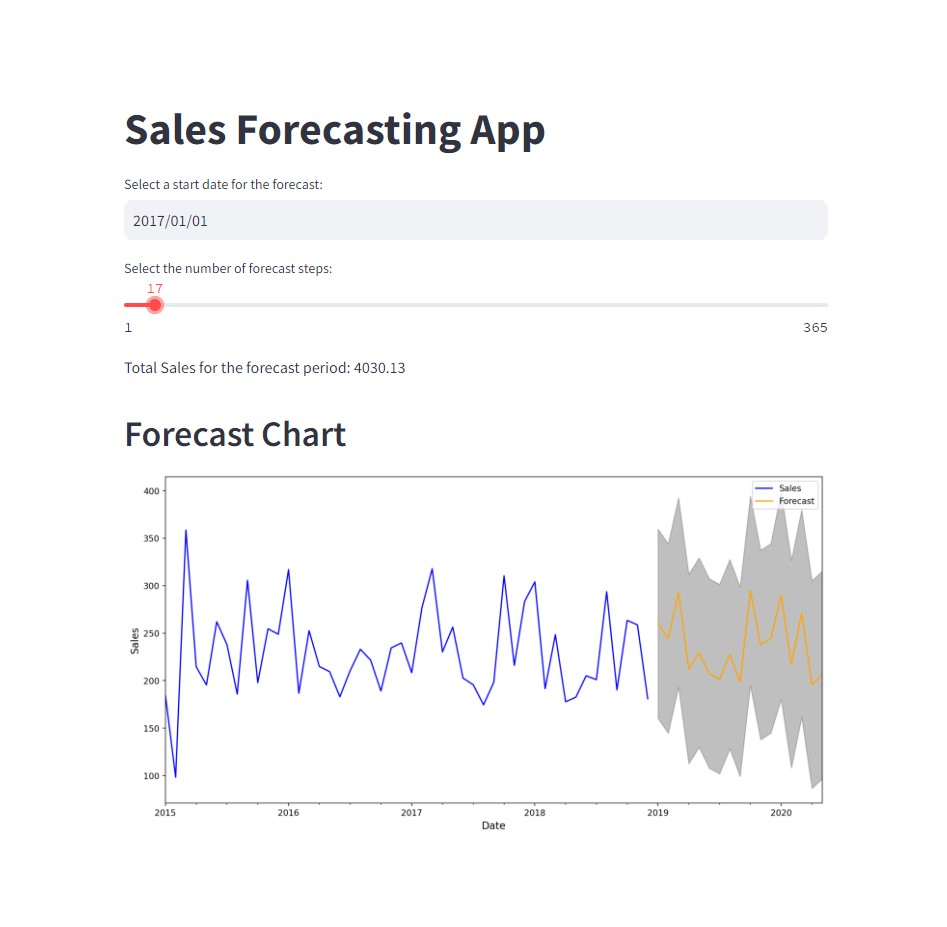 Sales Forecasting App
Select a start date for the forecast:
2017/01/01
Select the number of forecast steps:
17
1 365
Total Sales for the forecast period: 4030.13
Forecast Chart
Sales
Forecast
400
350
300
250
200
150
100
Sales
2015 2016 2017 2018 2019 2020
Date